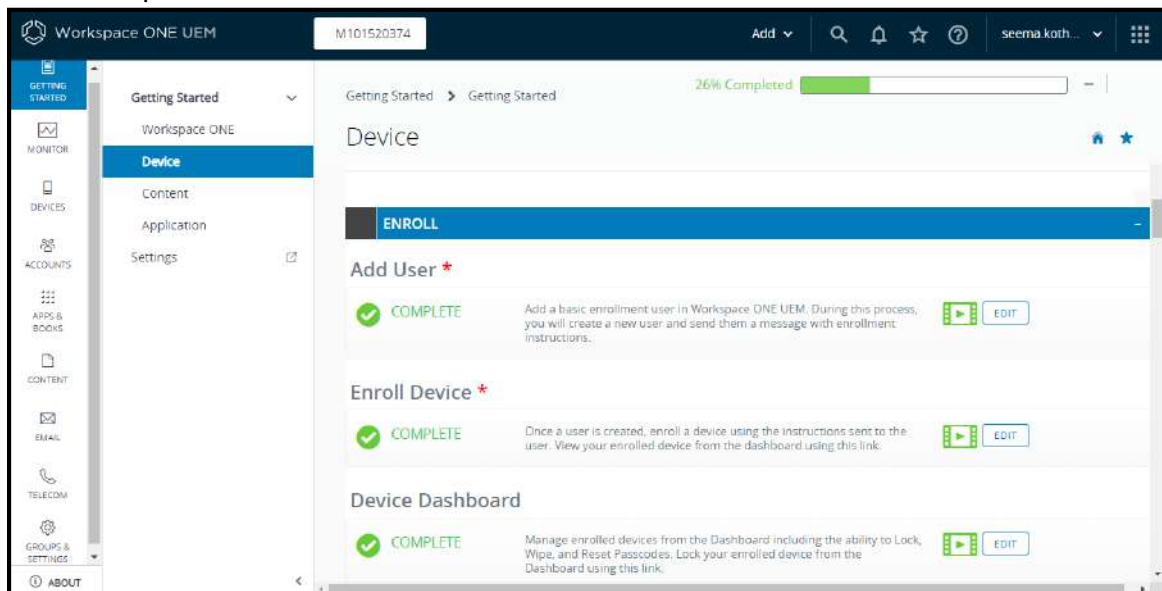 Workspace ONE UEM
M101520374
Add
seema.koth...
GETTING
STARTED
MONITOR
DEVICES
ACCOUNTS
APPS &
BOOKS
CONTENT
EMAIL
TELECOM
GROUPS &
SETTINGS
ABOUT
Getting Started
Workspace ONE
Device
Content
Application
Settings
Getting Started > Getting Started
26% Completed
Device
ENROLL
Add User *
COMPLETE
Add a basic enrollment user in Workspace ONE UEM. During this process,
you will create a new user and send them a message with enrollment
instructions.
EDIT
Enroll Device *
COMPLETE
Once a user is created, enroll a device using the instructions sent to the
user. View your enrolled device from the dashboard using this link.
EDIT
Device Dashboard
COMPLETE
Manage enrolled devices from the Dashboard including the ability to Lock,
Wipe, and Reset Passcodes. Lock your enrolled device from the
Dashboard using this link.
EDIT